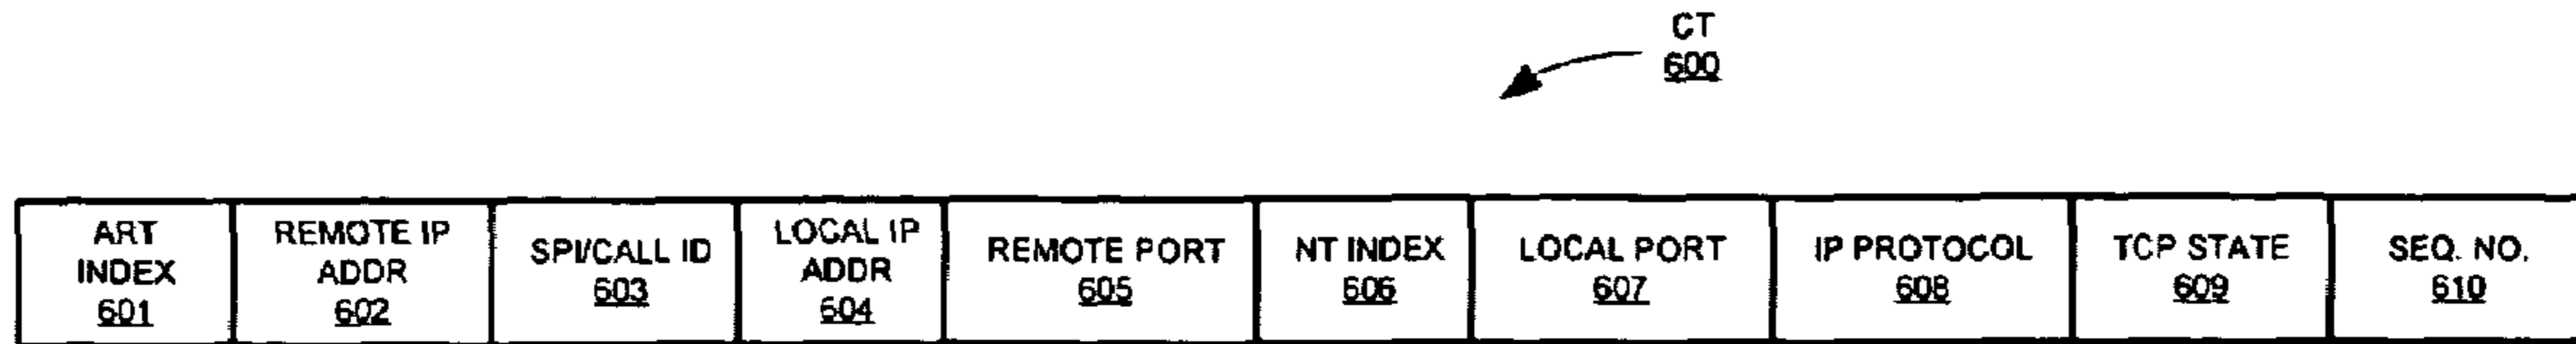 CT
600
ART
INDEX
601
REMOTE IP
ADDR
602
SPI/CALL ID
603
LOCAL IP
ADDR
604
REMOTE PORT
605
NT INDEX
606
LOCAL PORT
607
IP PROTOCOL
608
TCP STATE
609
SEQ. NO.
610